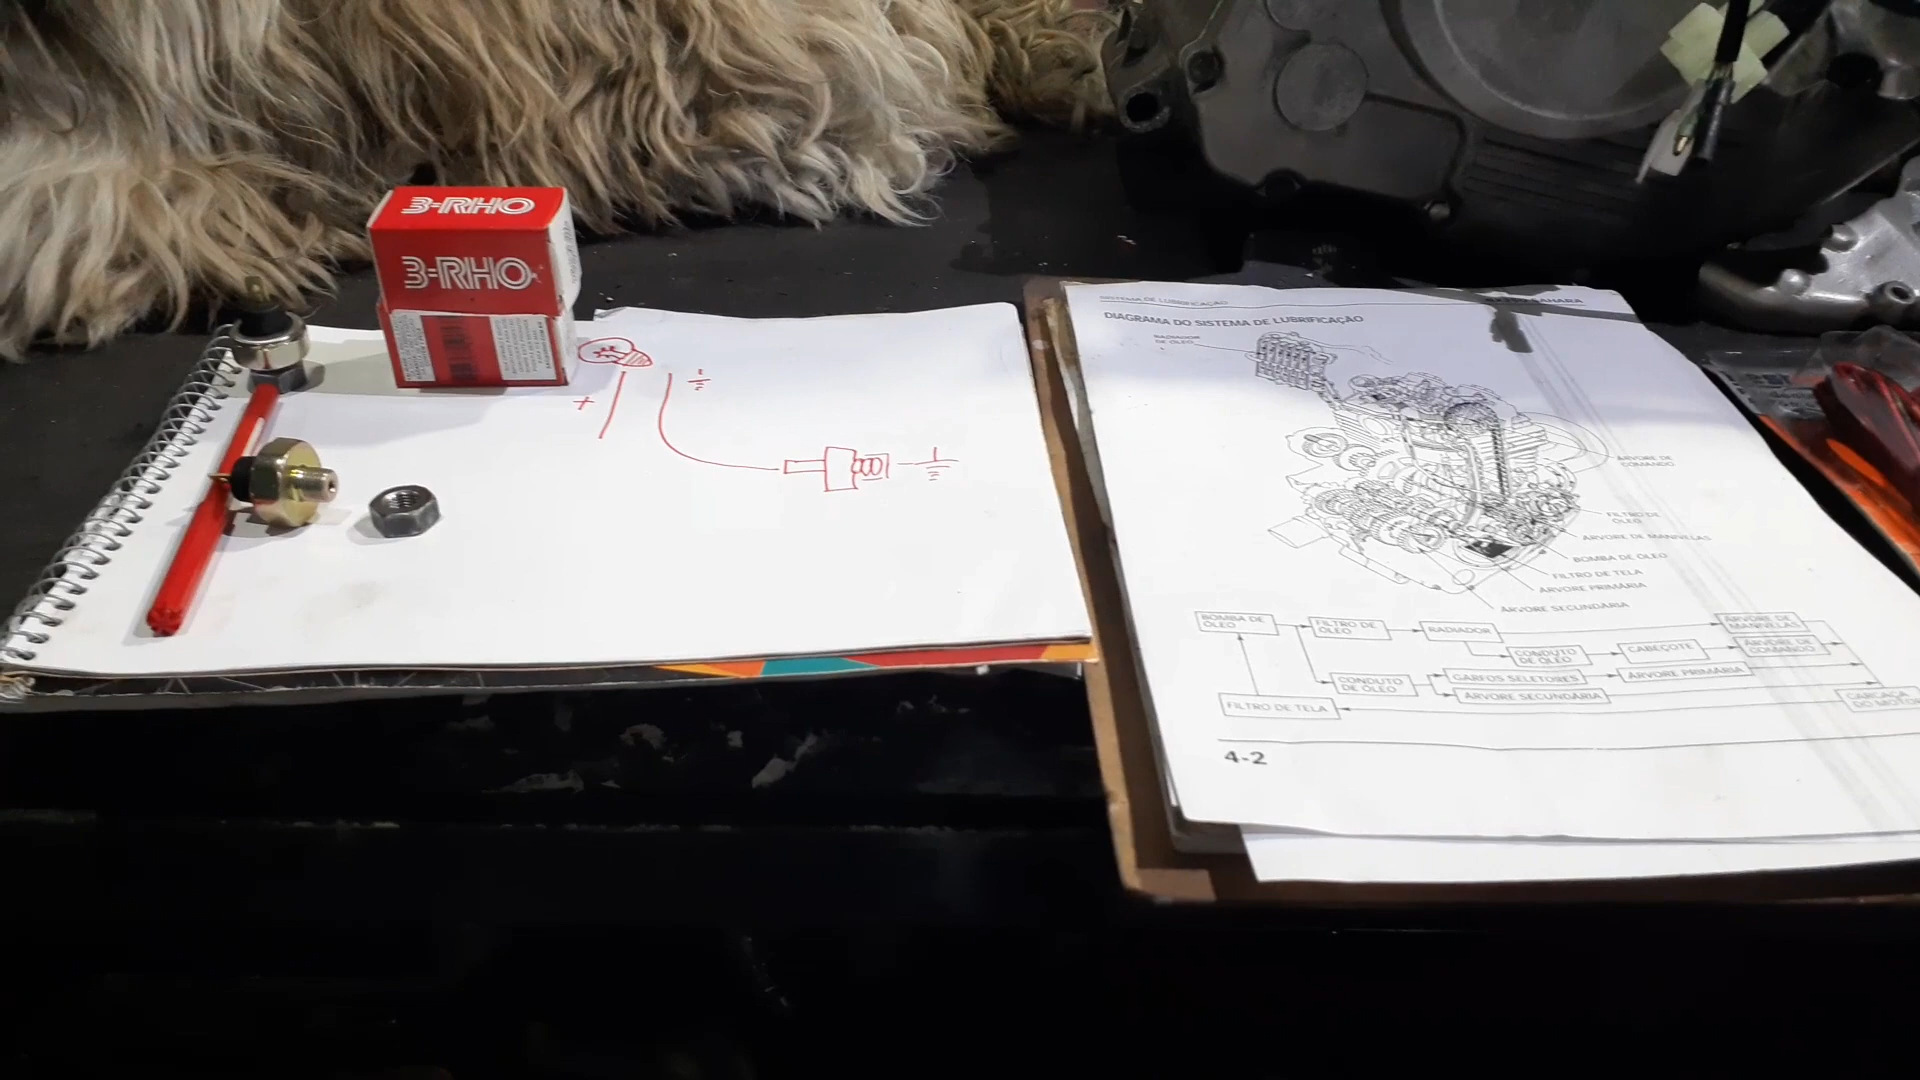 3-RHO
3-RHO
+
SISTEMA DE LUBRIFICAÇÃO
SAHARA
DIAGRAMA DO SISTEMA DE LUBRIFICAÇÃO
RADIADOR
DE ÓLEO
ÁRVORE DE
COMANDO
FILTRO DE
ÓLEO
ÁRVORE DE MANIVELAS
BOMBA DE ÓLEO
FILTRO DE TELA
ÁRVORE PRIMÁRIA
ÁRVORE SECUNDÁRIA
BOMBA DE
ÓLEO
FILTRO DE
ÓLEO
RADIADOR
ÁRVORE DE
MANIVELAS
CONDUTO
DE ÓLEO
CABEÇOTE
ÁRVORE DE
COMANDO
CONDUTO
DE ÓLEO
GARFOS SELETORES
ÁRVORE PRIMÁRIA
ÁRVORE SECUNDÁRIA
FILTRO DE TELA
CARCAÇA
DO MOTOR
4-2